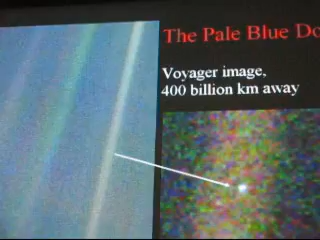 The Pale Blue Do
Voyager image,
400 billion km away